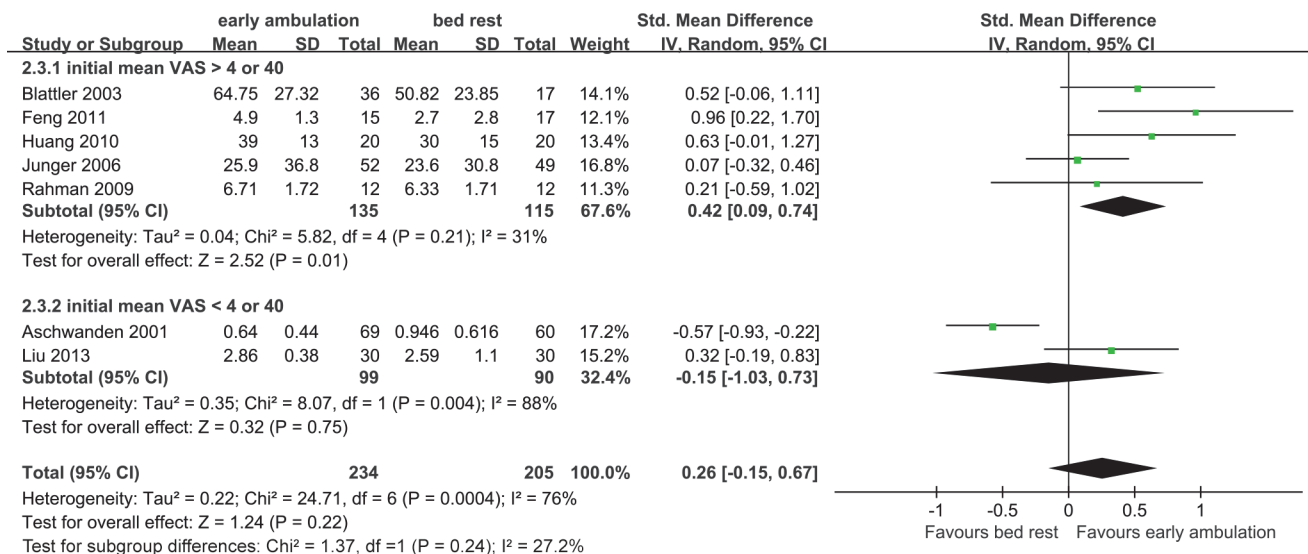 early ambulation bed rest Std. Mean Difference Std. Mean Difference
Study or Subgroup Mean SD Total Mean SD Total Weight IV, Random, 95% CI IV, Random, 95% CI
2.3.1 initial mean VAS > 4 or 40
Blattler 2003 64.75 27.32 36 50.82 23.85 17 14.1% 0.52 [-0.06, 1.11]
Feng 2011 4.9 1.3 15 2.7 2.8 17 12.1% 0.96 [0.22, 1.70]
Huang 2010 39 13 20 30 15 20 13.4% 0.63 [-0.01, 1.27]
Junger 2006 25.9 36.8 52 23.6 30.8 49 16.8% 0.07 [-0.32, 0.46]
Rahman 2009 6.71 1.72 12 6.33 1.71 12 11.3% 0.21 [-0.59, 1.02]
Subtotal (95% CI) 135 115 67.6% 0.42 [0.09, 0.74]
Heterogeneity: Tau² = 0.04; Chi² = 5.82, df = 4 (P = 0.21); I² = 31%
Test for overall effect: Z = 2.52 (P = 0.01)
2.3.2 initial mean VAS < 4 or 40
Aschwanden 2001 0.64 0.44 69 0.946 0.616 60 17.2% -0.57 [-0.93, -0.22]
Liu 2013 2.86 0.38 30 2.59 1.1 30 15.2% 0.32 [-0.19, 0.83]
Subtotal (95% CI) 99 90 32.4% -0.15 [-1.03, 0.73]
Heterogeneity: Tau² = 0.35; Chi² = 8.07, df = 1 (P = 0.004); I² = 88%
Test for overall effect: Z = 0.32 (P = 0.75)
Total (95% CI) 234 205 100.0% 0.26 [-0.15, 0.67]
Heterogeneity: Tau² = 0.22; Chi² = 24.71, df = 6 (P = 0.0004); I² = 76%
Test for overall effect: Z = 1.24 (P = 0.22)
Test for subgroup differences: Chi² = 1.37, df =1 (P = 0.24); I² = 27.2%
-1 -0.5 0 0.5 1
Favours bed rest Favours early ambulation